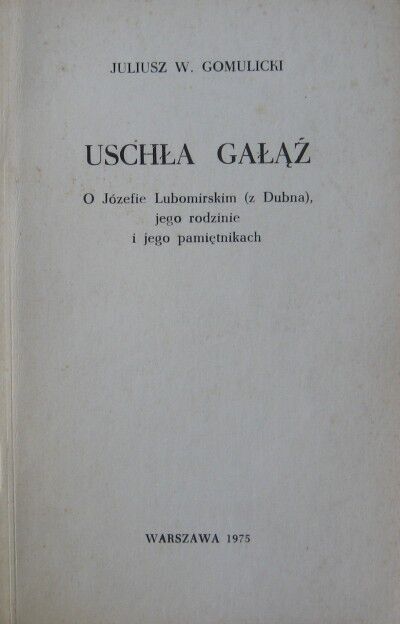 JULIUSZ W. GOMULICKI
USCHŁA GAŁĄŹ
O Józefie Lubomirskim (z Dubna),
jego rodzinie
i jego pamiętnikach
WARSZAWA 1975